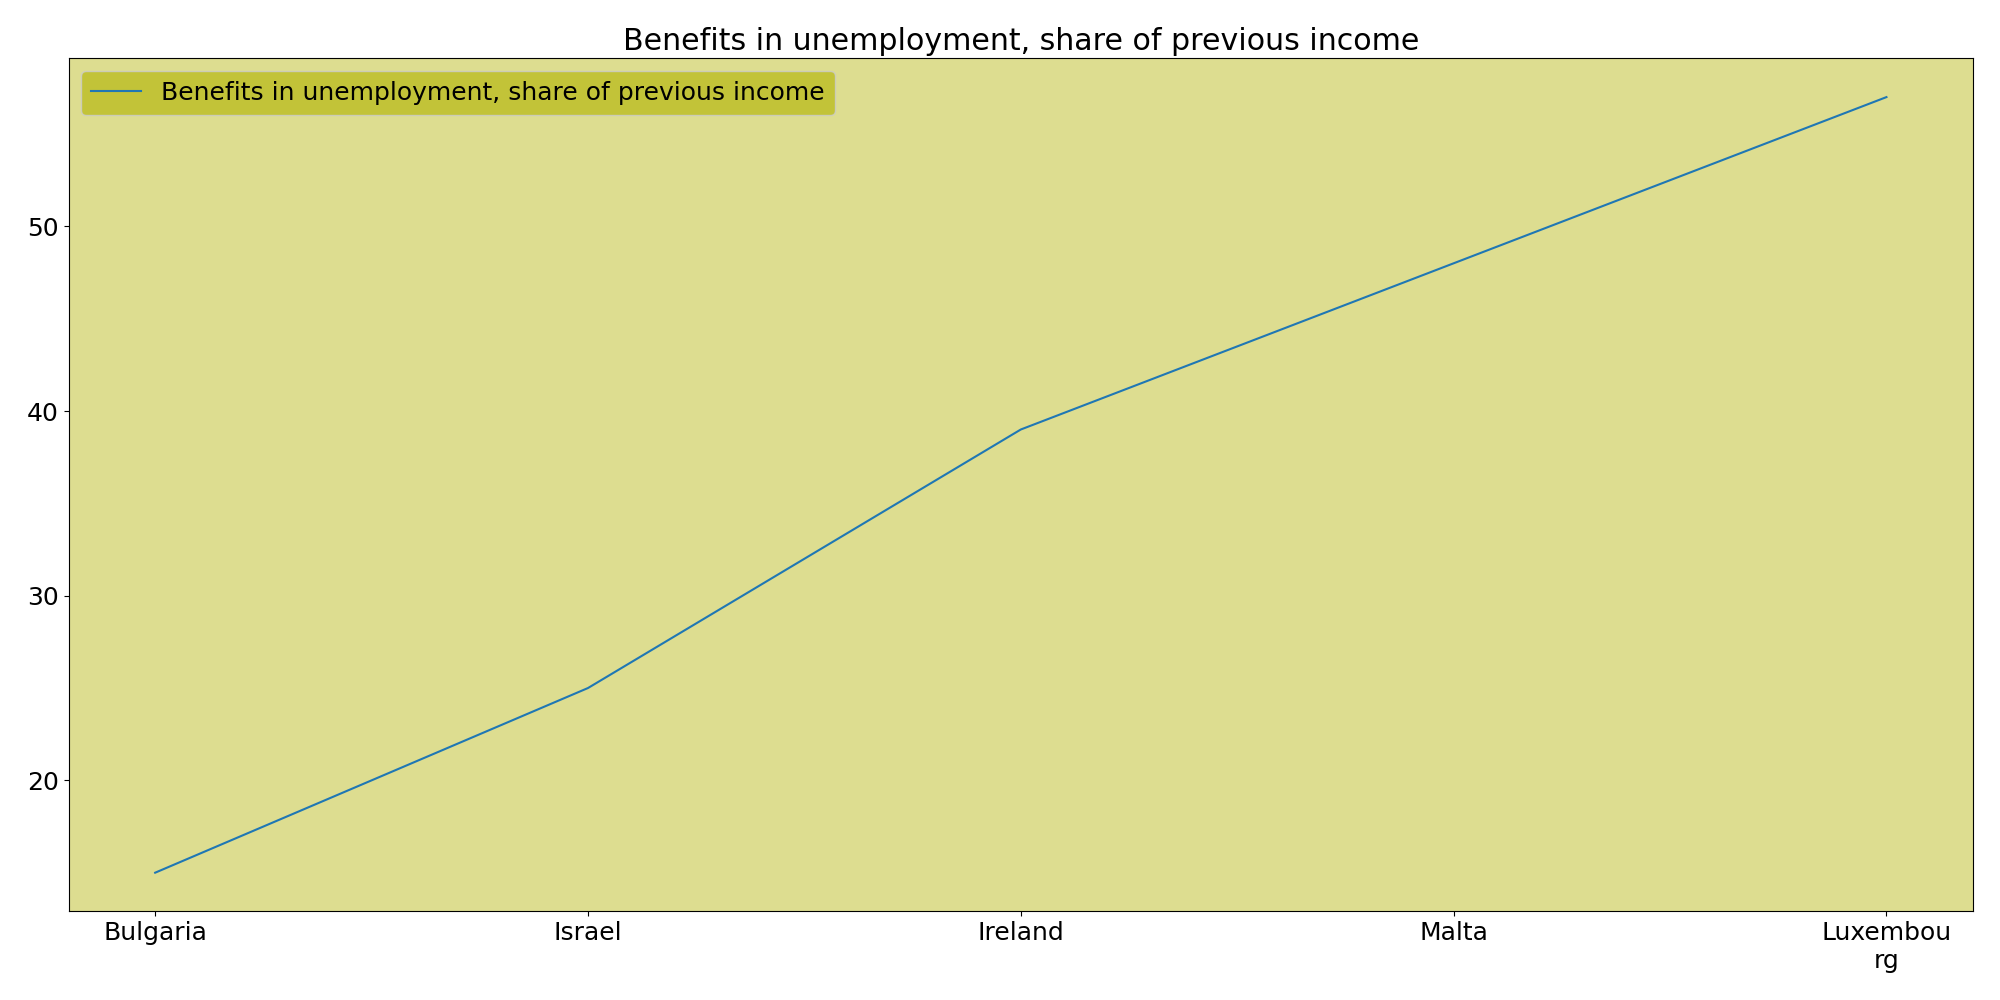 Benefits in unemployment, share of previous income
Benefits in unemployment, share of previous income
50
40
30
20
Bulgaria
Israel
Ireland
Malta
Luxembou
rg